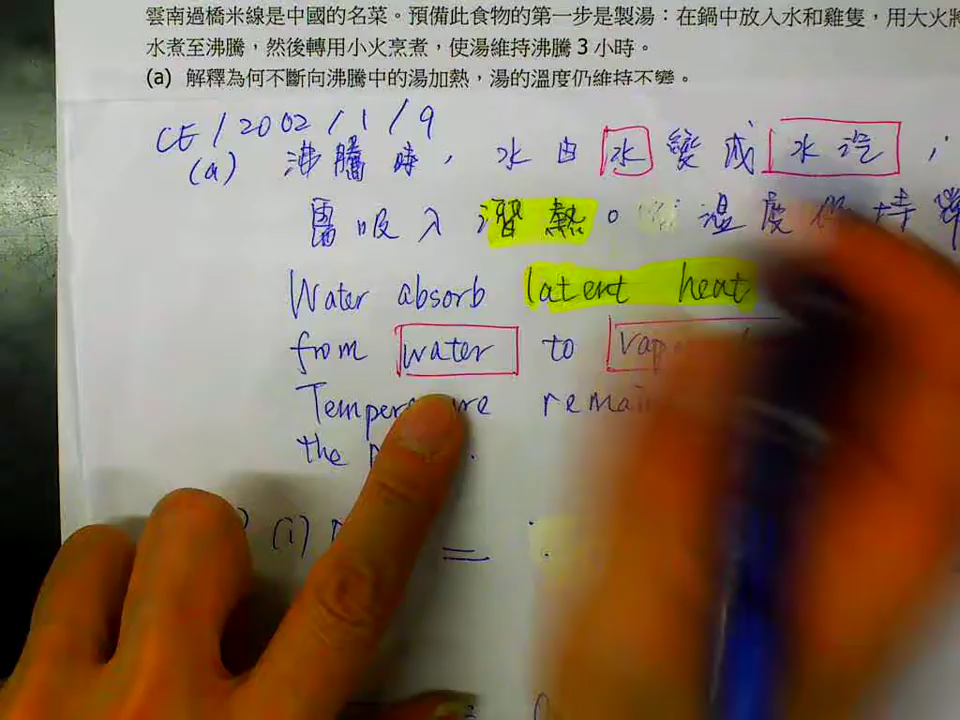 雲南過橋米線是中國的名菜。預備此食物的第一步是製湯：在鍋中放入水和雞隻，用大火將
水煮至沸騰，然後轉用小火烹煮，使湯維持沸騰 3 小時。
(a) 解釋為何不斷向沸騰中的湯加熱，湯的溫度仍維持不變。
CE / 2002 / 1 / 9
(a) 沸騰時，水由水變成水汽，
需吸入潛熱。溫度保持
Water absorb latent heat
from water to
Temperature
the
(i)
=